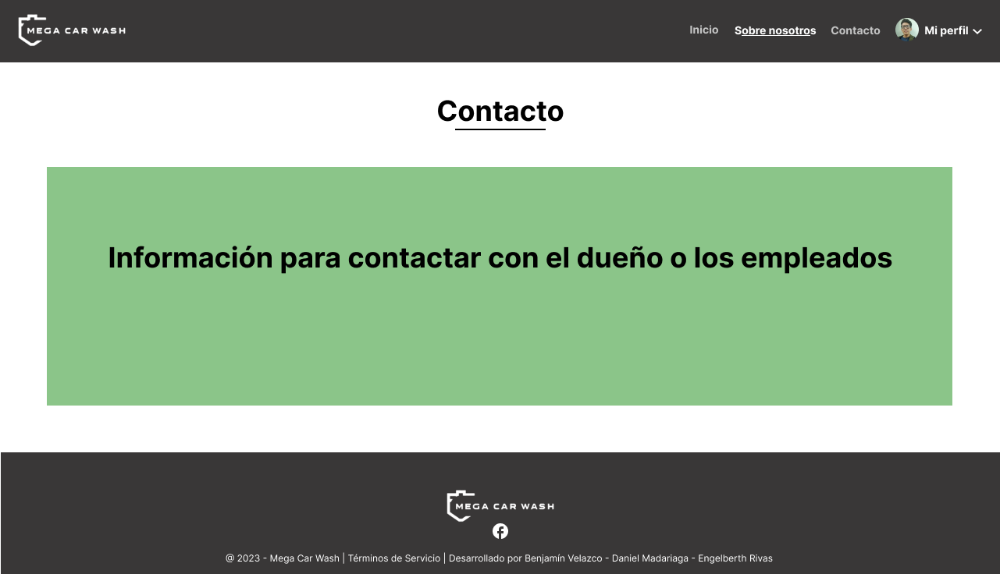 MEGA CAR WASH
Inicio Sobre nosotros Contacto Mi perfil
Contacto
Información para contactar con el dueño o los empleados
MEGA CAR WASH
@ 2023 - Mega Car Wash | Términos de Servicio | Desarrollado por Benjamín Velazco - Daniel Madariaga - Engelberth Rivas